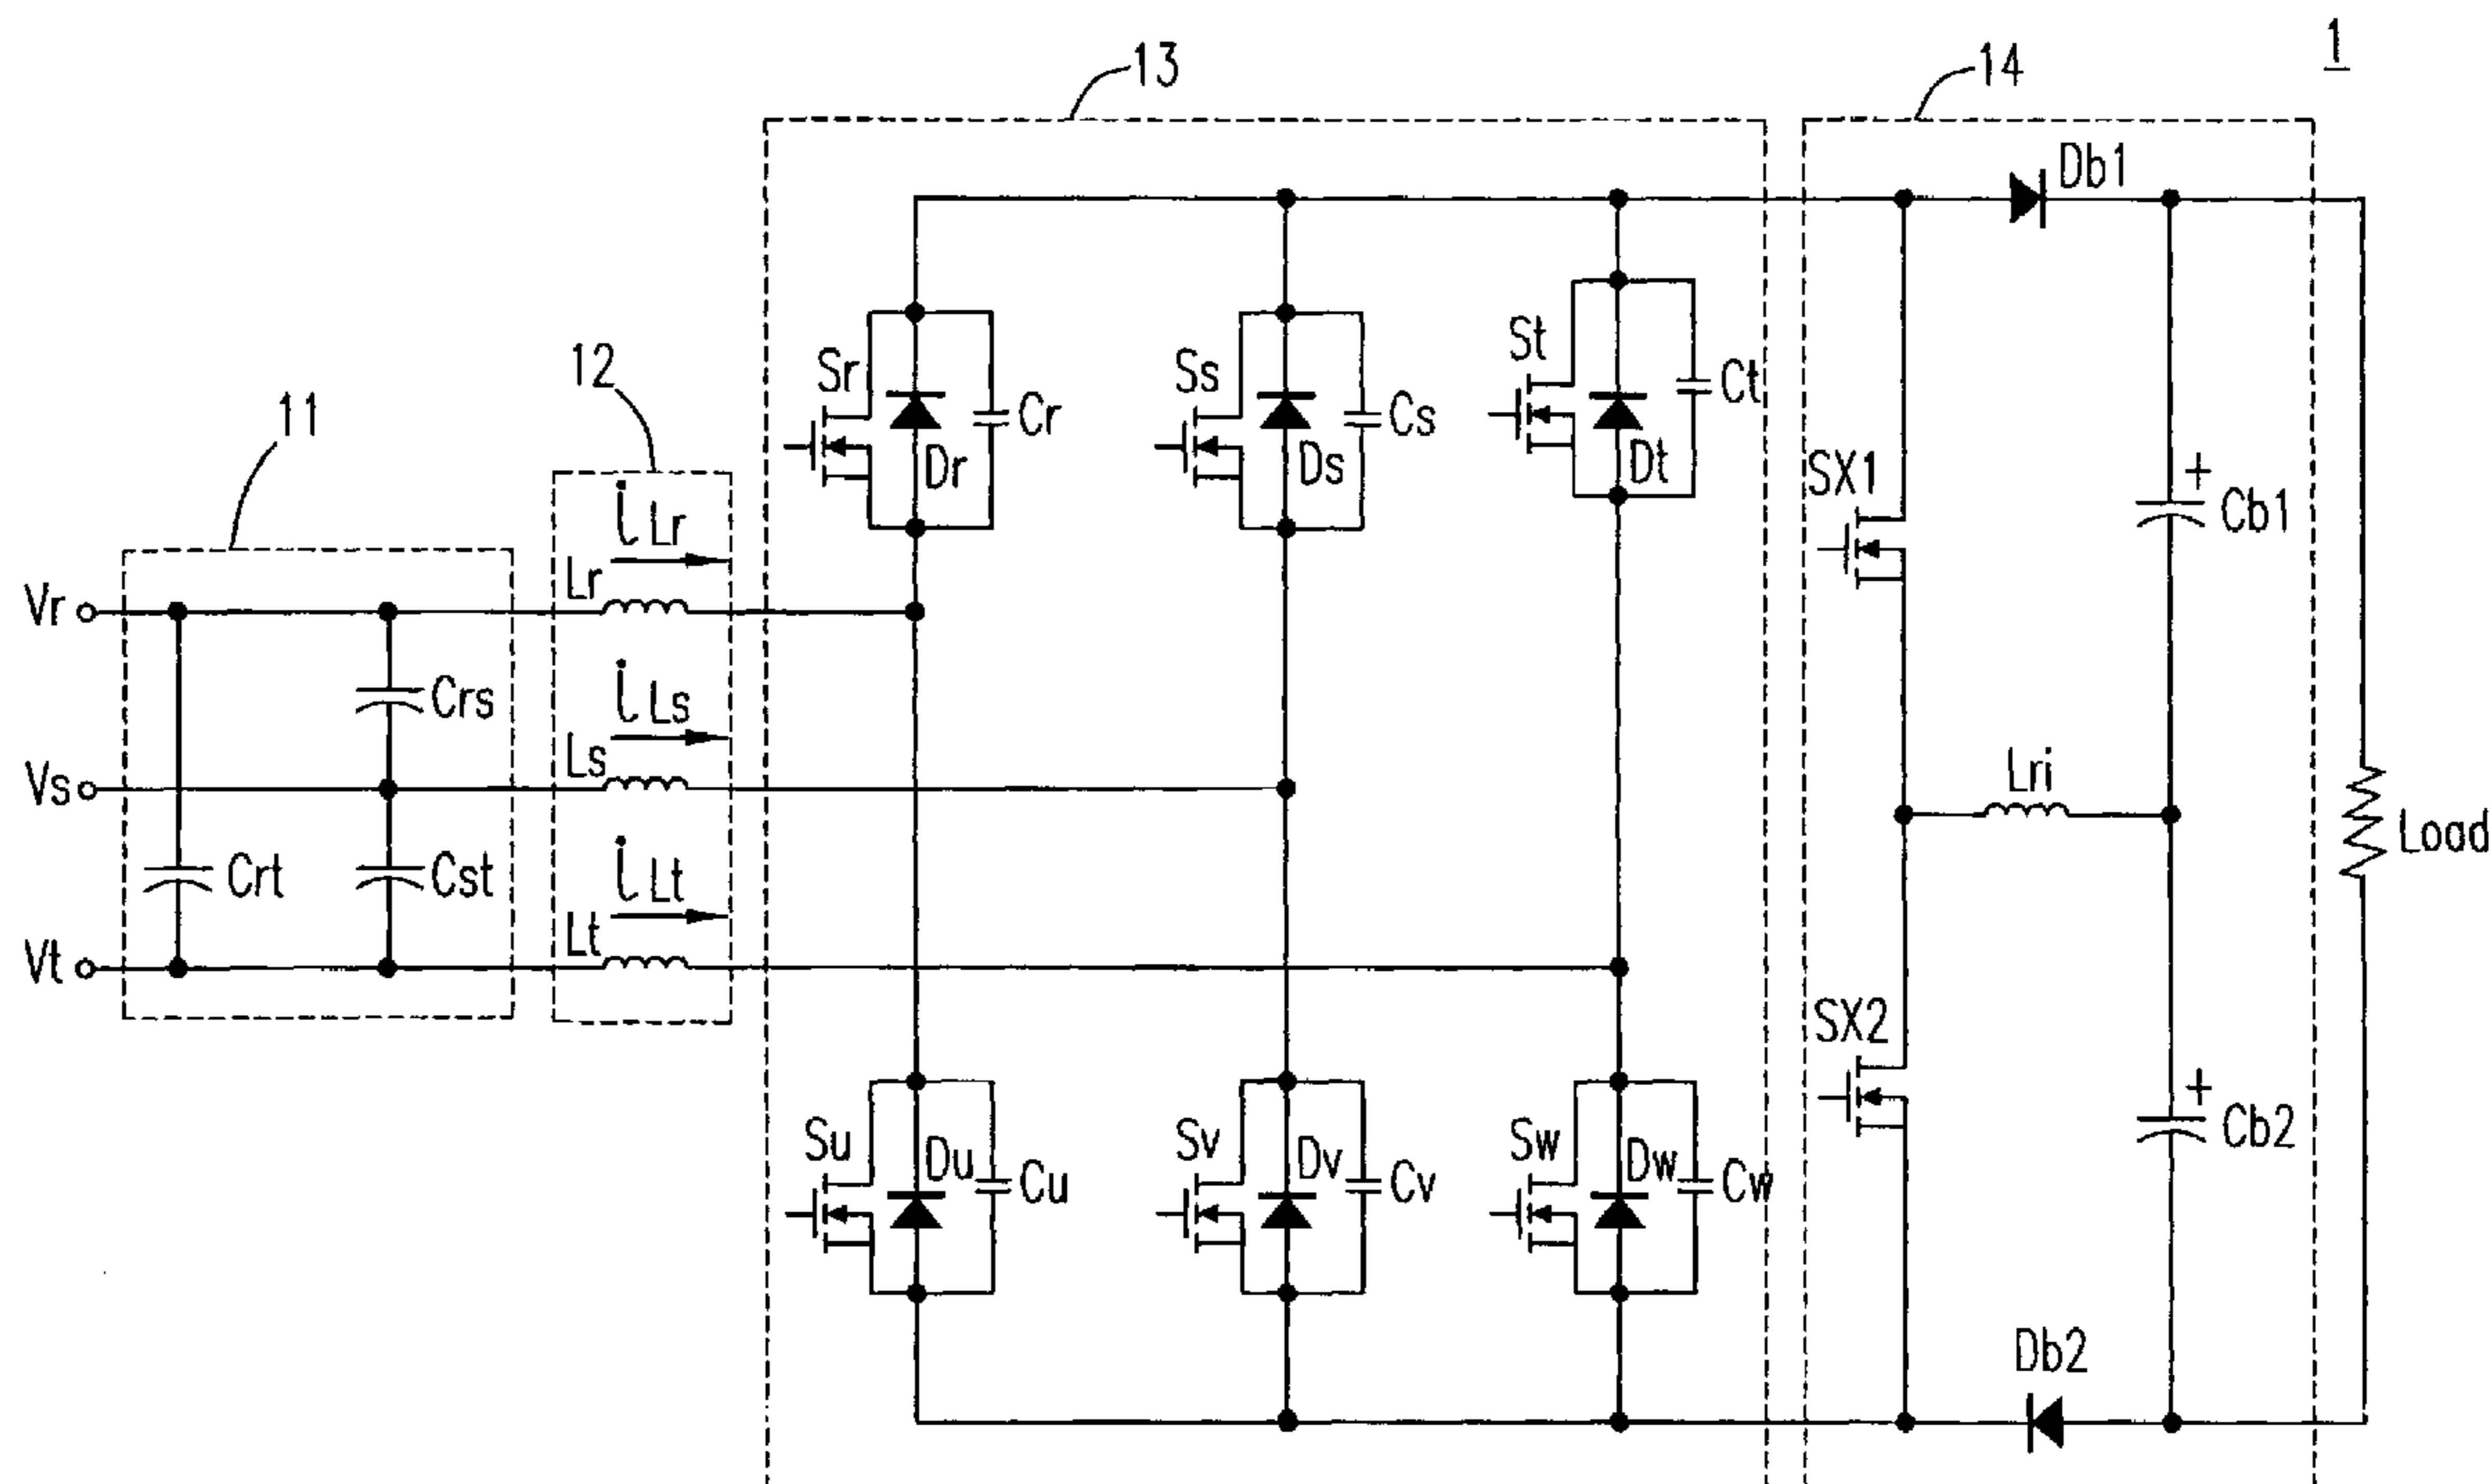 1
13
14
Db1
12
11
Sr
Dr
Cr
Ss
Ds
Cs
St
Dt
Ct
SX1
Cb1
+
iLr
Lr
Vr
Crs
iLs
Ls
Vs
Lri
Load
Crt
Cst
iLt
Lt
Vt
SX2
Cb2
+
Su
Du
Cu
Sv
Dv
Cv
Sw
Dw
Cw
Db2